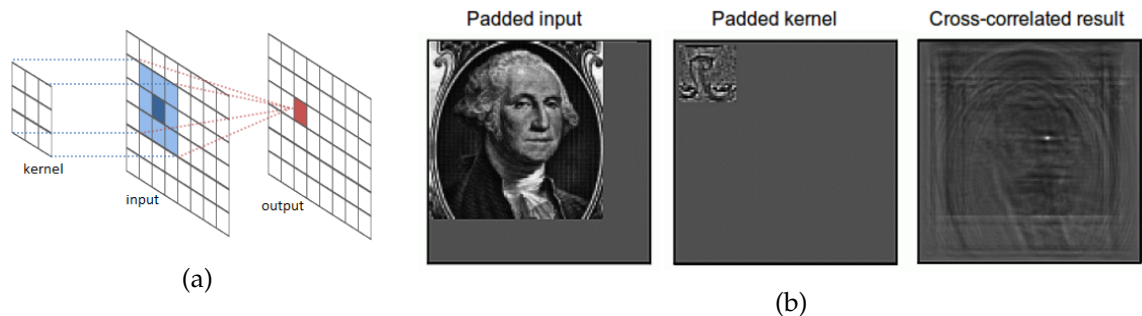 kernel
input
output
(a)
Padded input
Padded kernel
Cross-correlated result
(b)